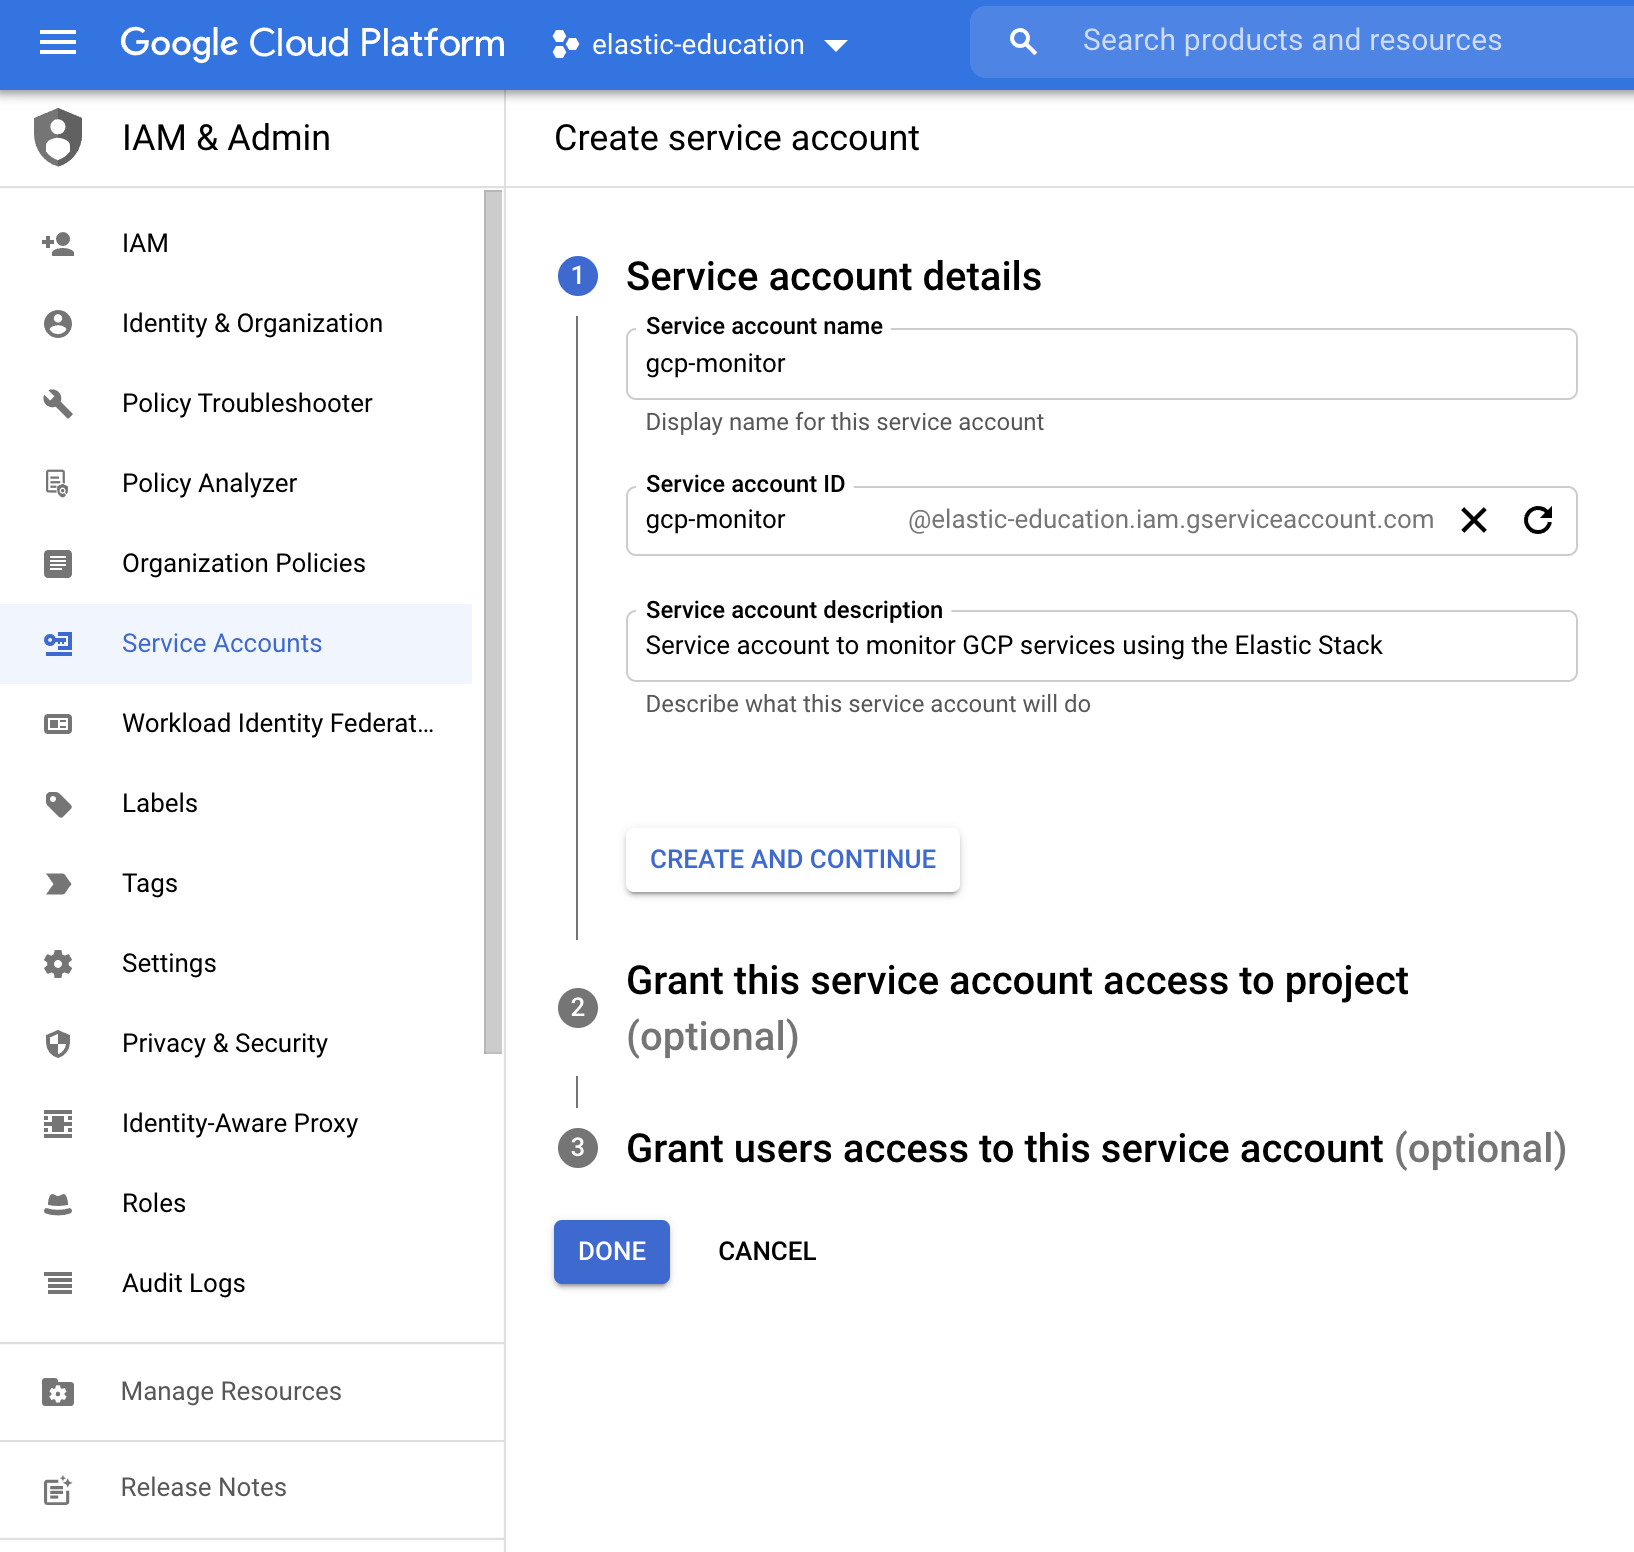 Google Cloud Platform
elastic-education
Search products and resources
IAM & Admin
IAM
Identity & Organization
Policy Troubleshooter
Policy Analyzer
Organization Policies
Service Accounts
Workload Identity Federat...
Labels
Tags
Settings
Privacy & Security
Identity-Aware Proxy
Roles
Audit Logs
Manage Resources
Release Notes
Create service account
1 Service account details
Service account name
gcp-monitor
Display name for this service account
Service account ID
gcp-monitor @elastic-education.iam.gserviceaccount.com
Service account description
Service account to monitor GCP services using the Elastic Stack
Describe what this service account will do
CREATE AND CONTINUE
2 Grant this service account access to project
(optional)
3 Grant users access to this service account (optional)
DONE CANCEL